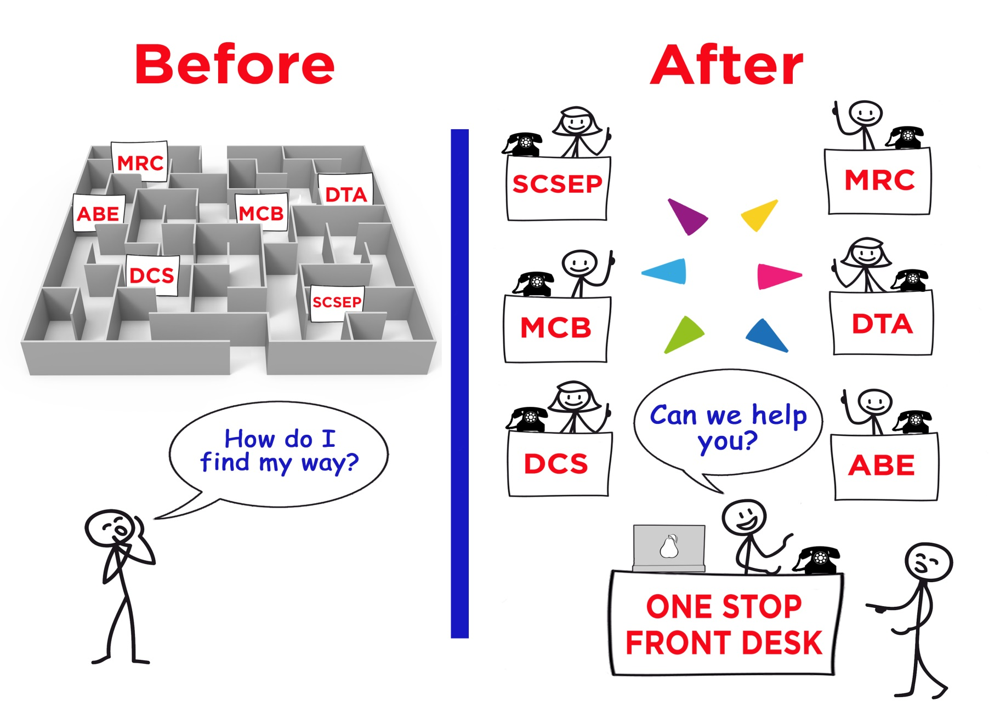 Before
MRC
DTA
ABE
MCB
DCS
SCSEP
How do I
find my way?
After
SCSEP
MRC
MCB
DTA
DCS
ABE
Can we help
you?
ONE STOP
FRONT DESK